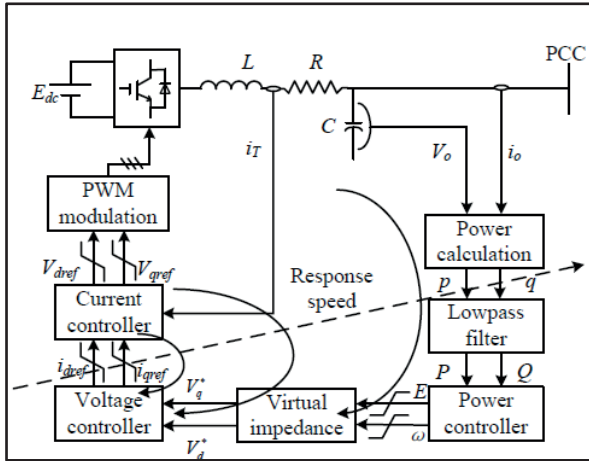 L
R
PCC
E_dc
C
i_T
V_o
i_o
PWM
modulation
Power
calculation
V_dref
V_qref
Response
speed
p
q
Current
controller
Lowpass
filter
i_dref
i_qref
P
Q
V_q^*
E
Voltage
controller
Virtual
impedance
Power
controller
V_d^*
ω